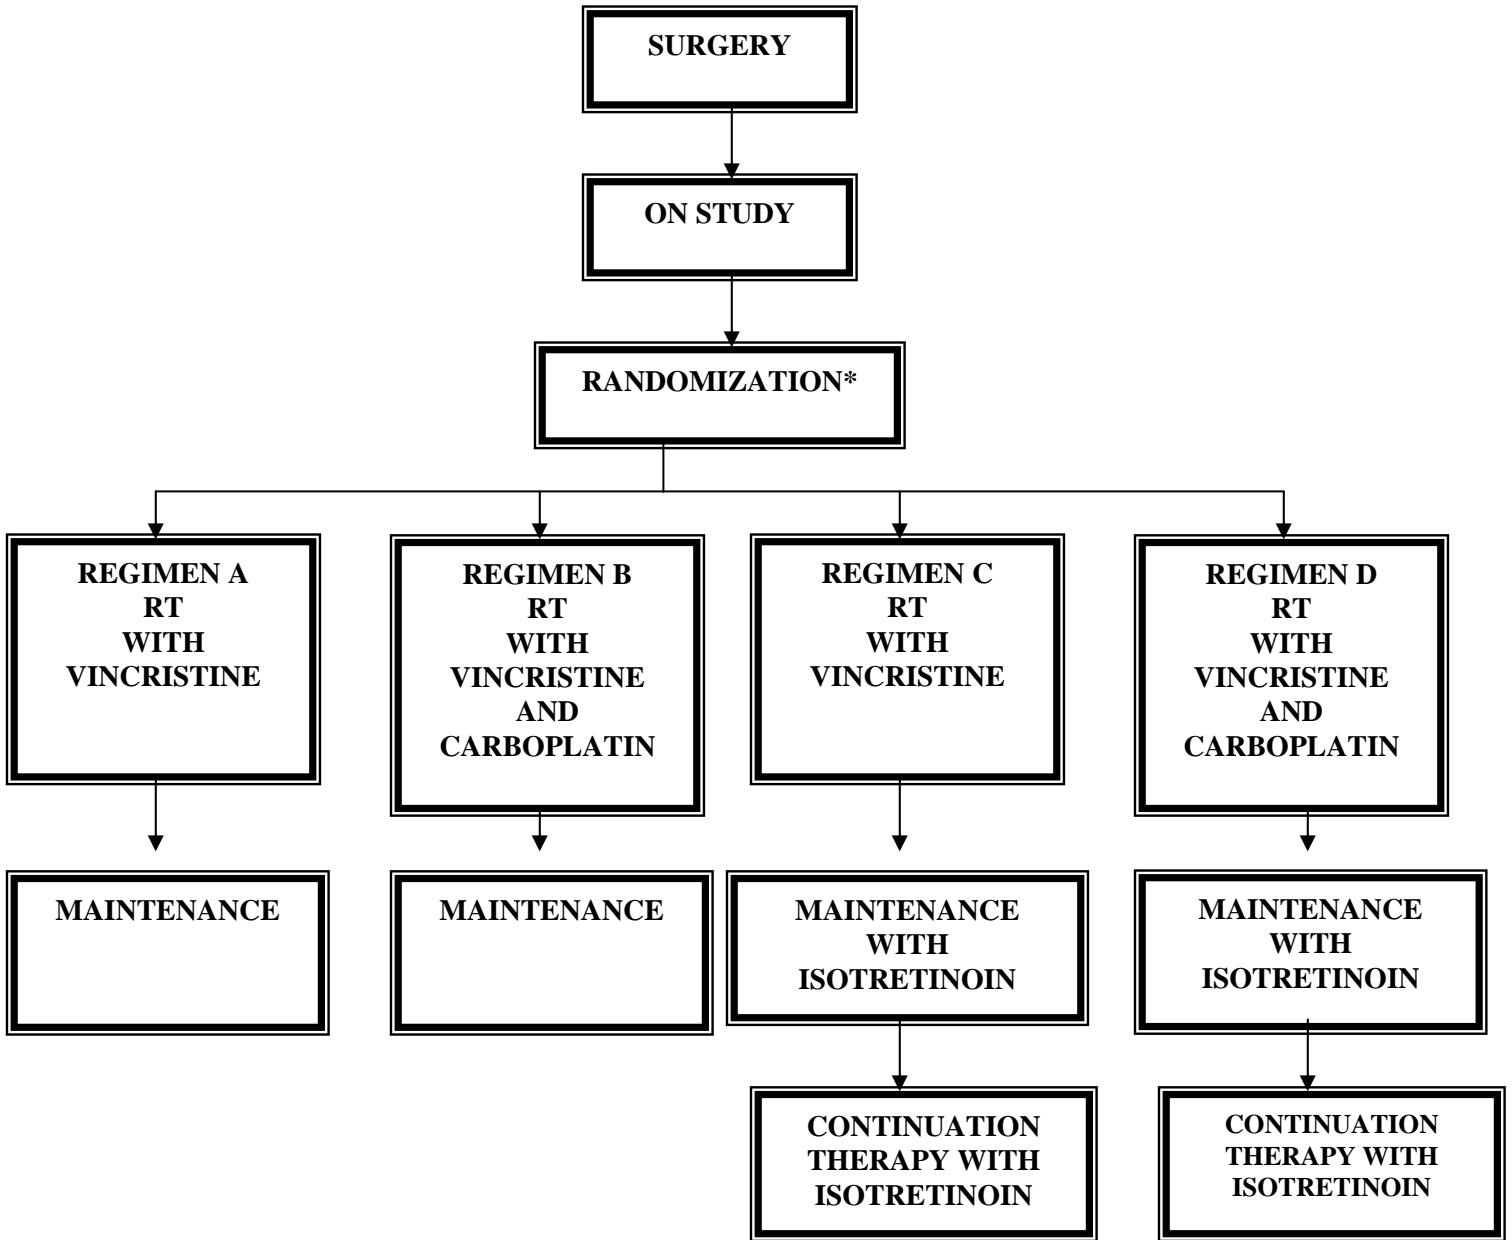 SURGERY
ON STUDY
RANDOMIZATION*
REGIMEN A
RT
WITH
VINCRISTINE
REGIMEN B
RT
WITH
VINCRISTINE
AND
CARBOPLATIN
REGIMEN C
RT
WITH
VINCRISTINE
REGIMEN D
RT
WITH
VINCRISTINE
AND
CARBOPLATIN
MAINTENANCE
MAINTENANCE
MAINTENANCE
WITH
ISOTRETINOIN
MAINTENANCE
WITH
ISOTRETINOIN
CONTINUATION
THERAPY WITH
ISOTRETINOIN
CONTINUATION
THERAPY WITH
ISOTRETINOIN